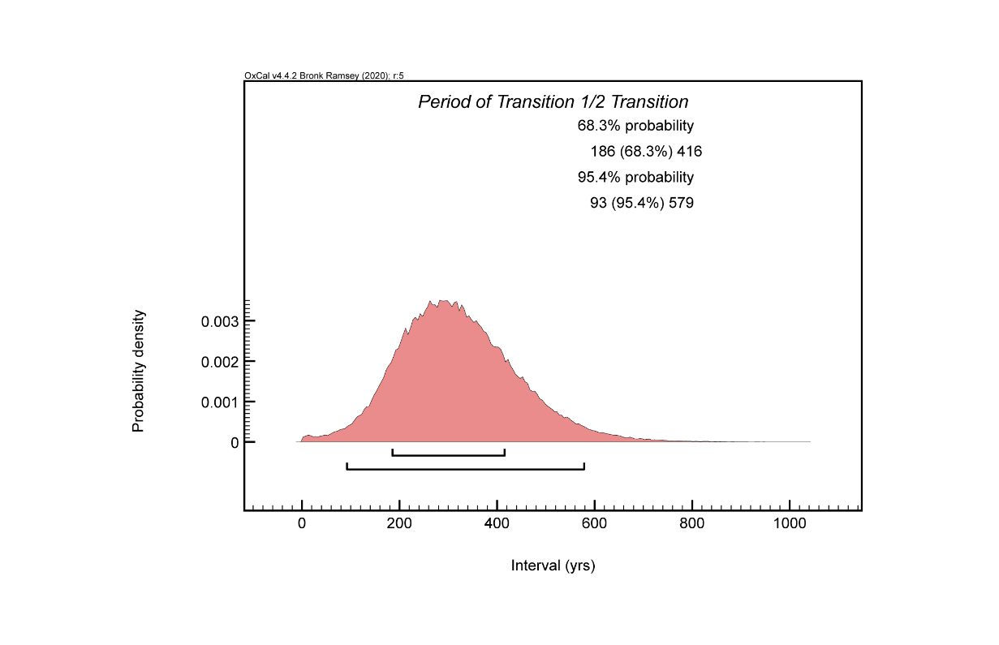 OxCal v4.4.2 Bronk Ramsey (2020); r:5
Period of Transition 1/2 Transition
68.3% probability
186 (68.3%) 416
95.4% probability
93 (95.4%) 579
Probability density
0.003
0.002
0.001
0
0 200 400 600 800 1000
Interval (yrs)